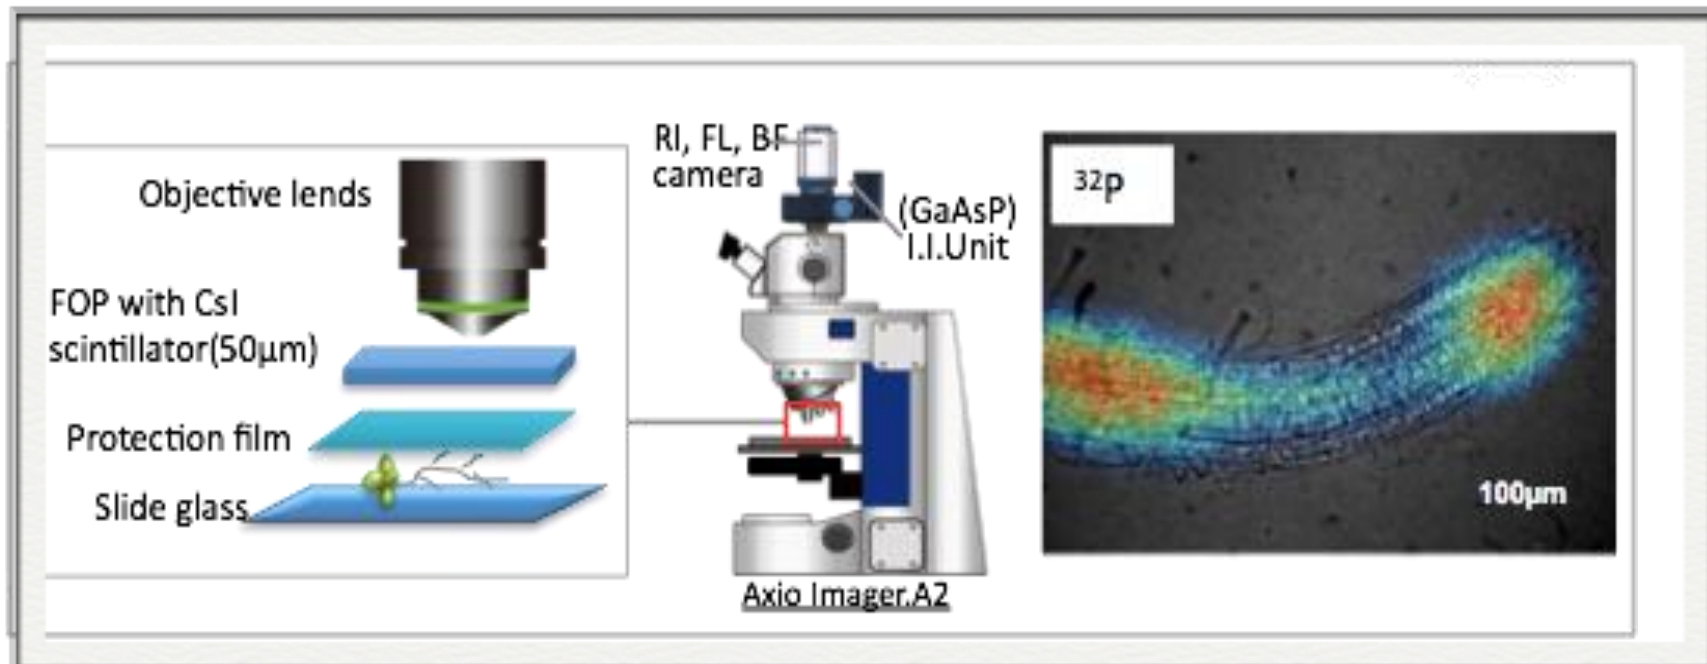 Objective lends
FOP with CsI
scintillator(50µm)
Protection film
Slide glass
RI, FL, BF
camera
(GaAsP)
I.I.Unit
Axio Imager.A2
³²p
100µm